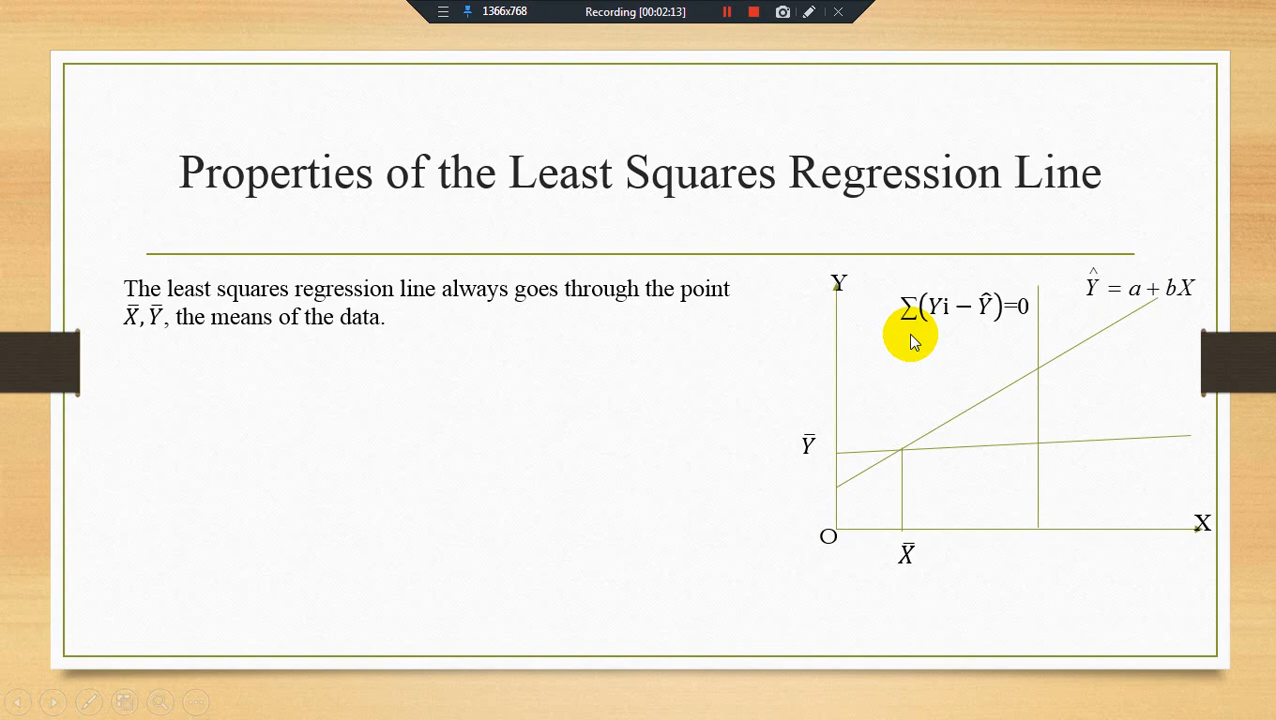 1366x768
Recording [00:02:13]
Properties of the Least Squares Regression Line
The least squares regression line always goes through the point
X̄, Ȳ, the means of the data.
Y
∑(Yi − Ŷ)=0
Ŷ = a + bX
Ȳ
O
X
X̄